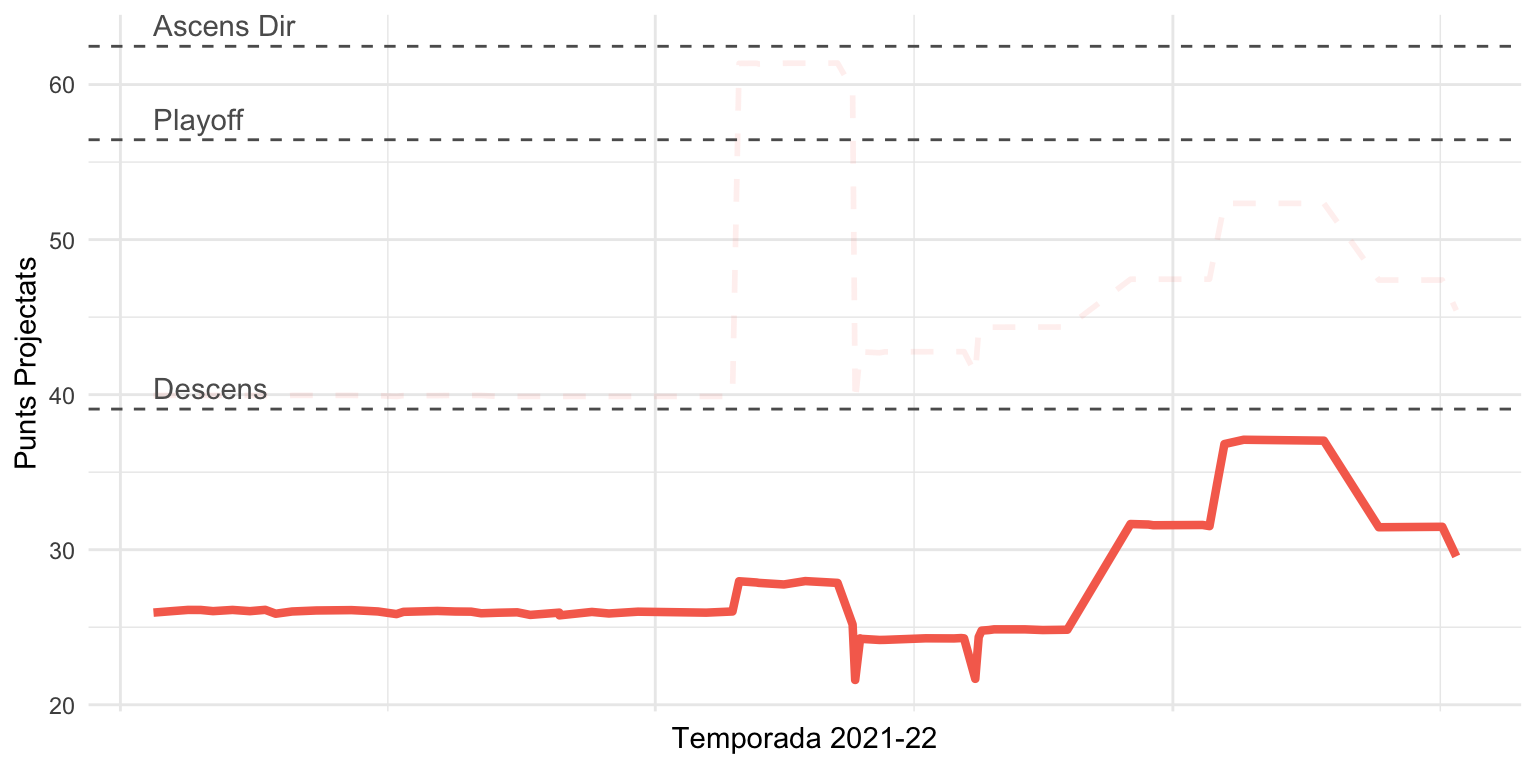 Ascens Dir
60
Playoff
50
Descens
40
30
20
Punts Projectats
Temporada 2021-22